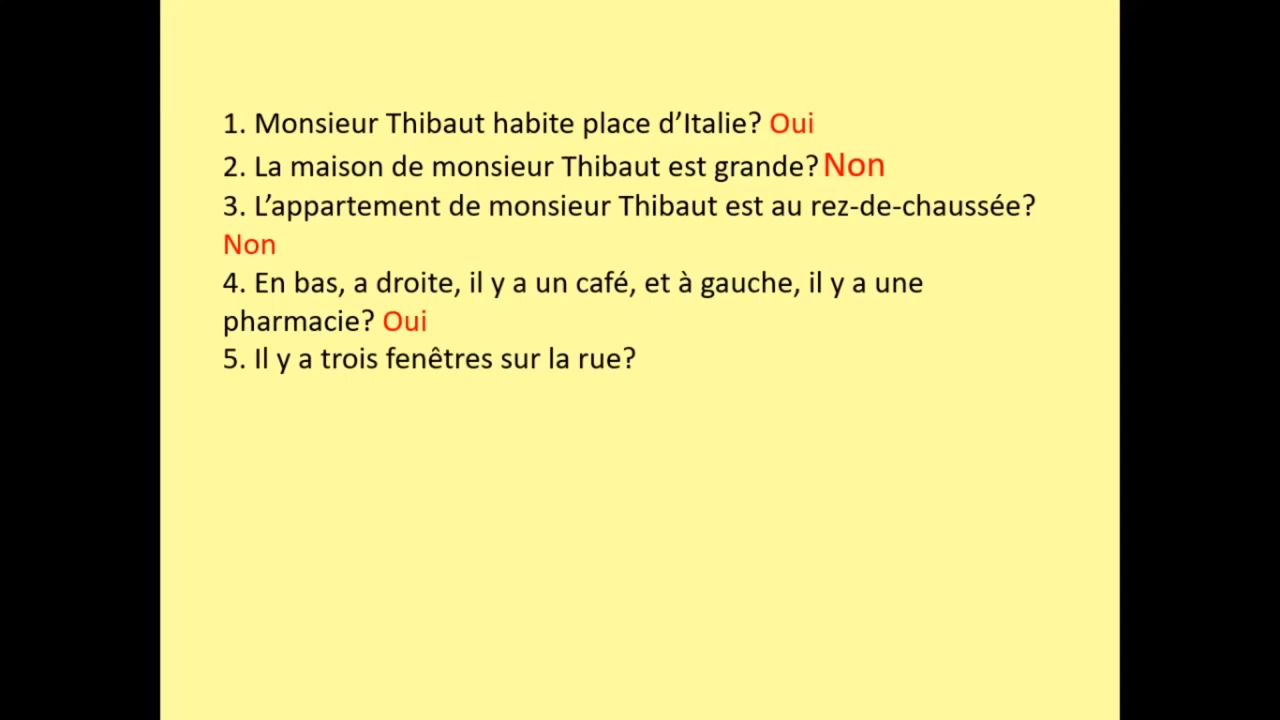 1. Monsieur Thibaut habite place d’Italie? Oui
2. La maison de monsieur Thibaut est grande? Non
3. L’appartement de monsieur Thibaut est au rez-de-chaussée?
Non
4. En bas, a droite, il y a un café, et à gauche, il y a une
pharmacie? Oui
5. Il y a trois fenêtres sur la rue?